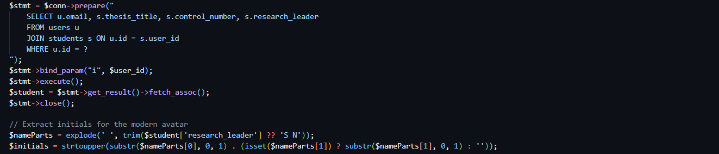 $stmt = $conn->prepare("
SELECT u.email, s.thesis_title, s.control_number, s.research_leader
FROM users u
JOIN students s ON u.id = s.user_id
WHERE u.id = ?
");
$stmt->bind_param("i", $user_id);
$stmt->execute();
$student = $stmt->get_result()->fetch_assoc();
$stmt->close();
// Extract initials for the modern avatar
$nameParts = explode(' ', trim($student['research_leader'] ?? 'S N'));
$initials = strtoupper(substr($nameParts[0], 0, 1) . (isset($nameParts[1]) ? substr($nameParts[1], 0, 1) : ''));